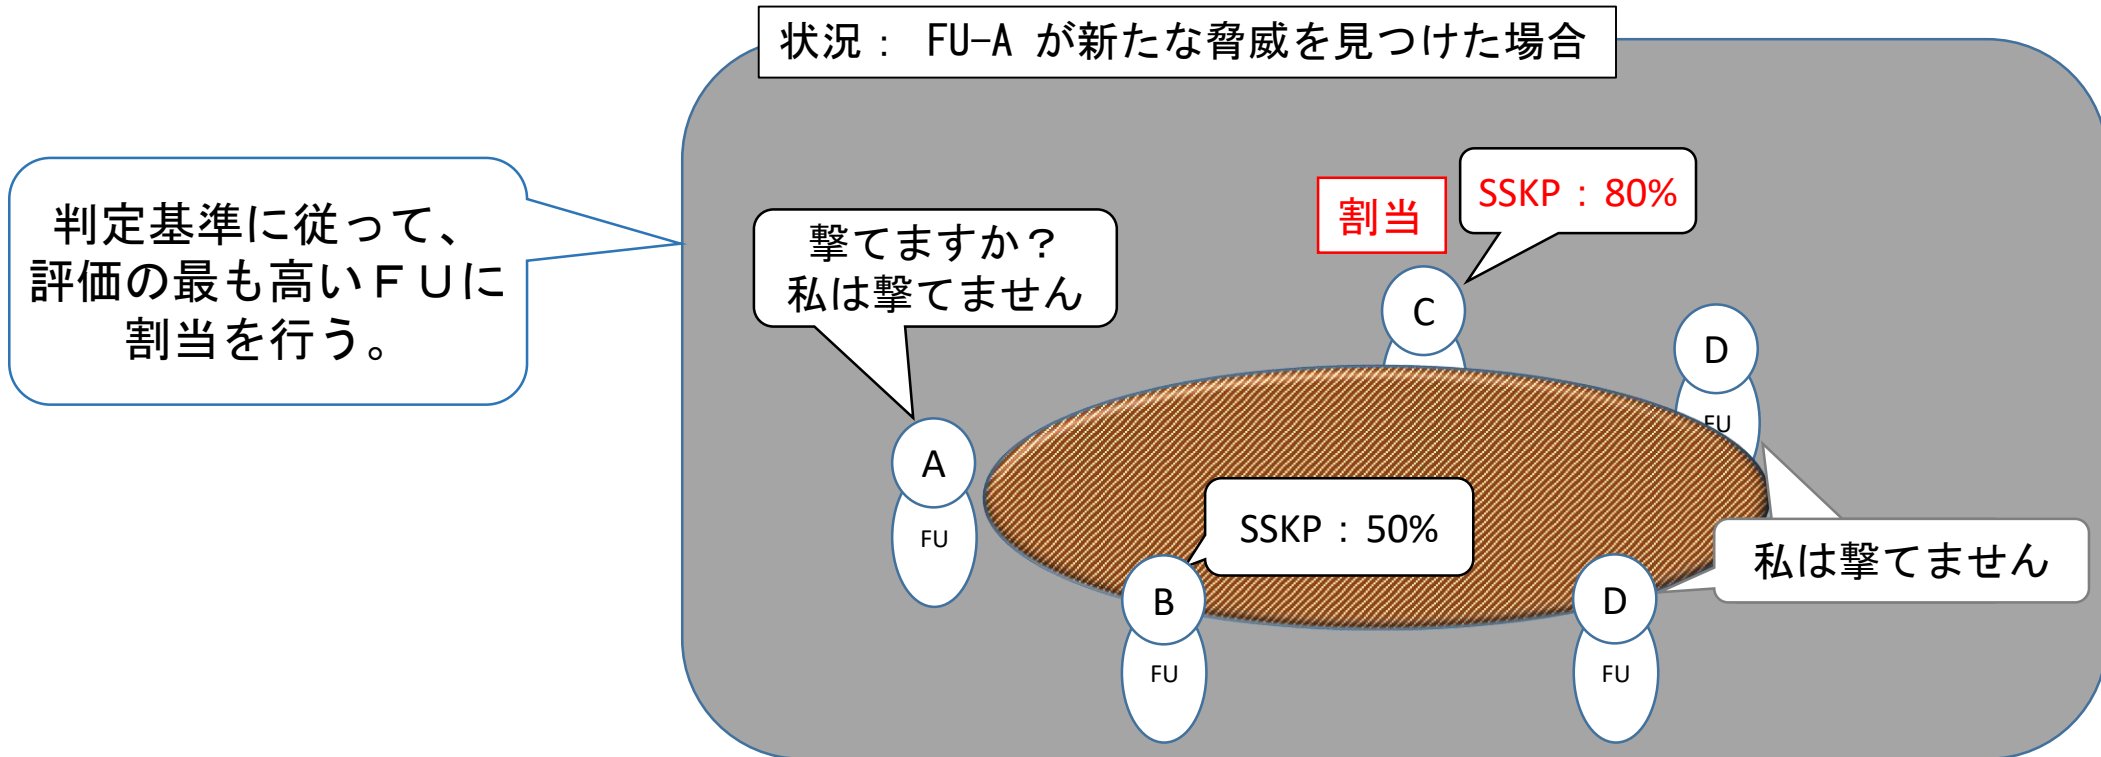 状況： FU-A が新たな脅威を見つけた場合
判定基準に従って、
評価の最も高いＦＵに
割当を行う。
撃てますか？
私は撃てません
割当
SSKP：80%
C
D
FU
A
FU
SSKP：50%
私は撃てません
B
FU
D
FU